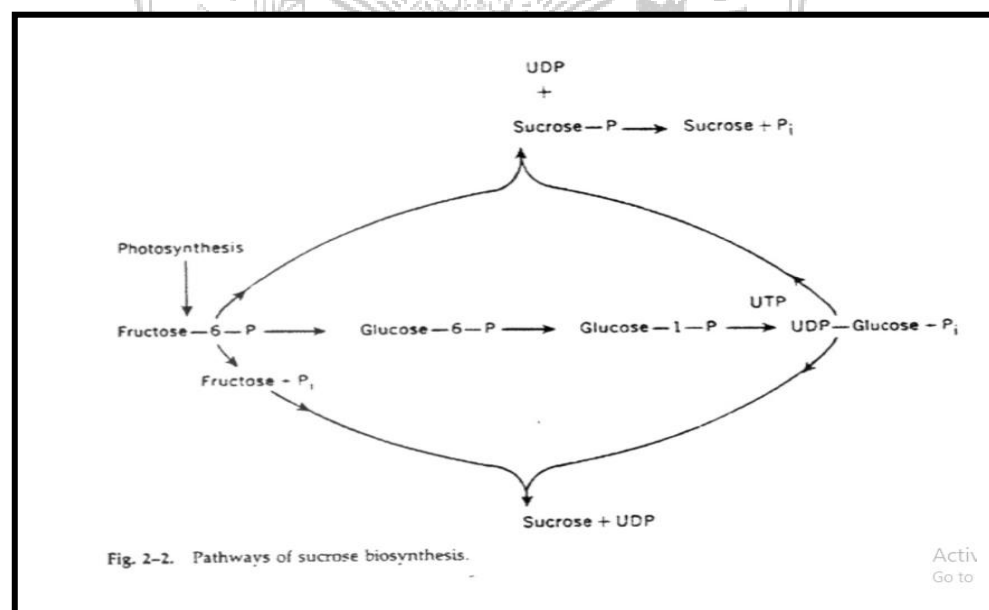 UDP
+
Sucrose—P → Sucrose + Pi
Photosynthesis
UTP
Fructose—6—P → Glucose—6—P → Glucose—1—P → UDP—Glucose - Pi
Fructose - Pi
Sucrose + UDP
Fig. 2-2. Pathways of sucrose biosynthesis.
Activ
Go to